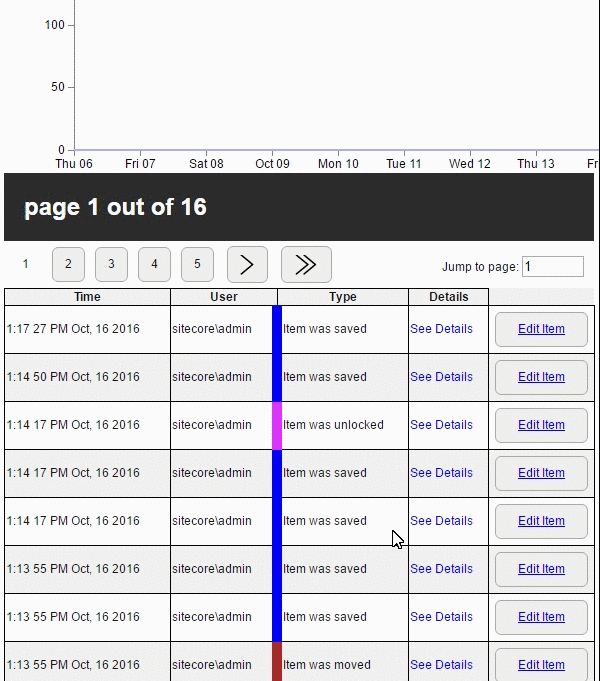 100
50
0
Thu 06 Fri 07 Sat 08 Oct 09 Mon 10 Tue 11 Wed 12 Thu 13 Fr
page 1 out of 16
1 2 3 4 5 Jump to page: 1
Time User Type Details
1:17 27 PM Oct, 16 2016 sitecore\admin Item was saved See Details Edit Item
1:14 50 PM Oct, 16 2016 sitecore\admin Item was saved See Details Edit Item
1:14 17 PM Oct, 16 2016 sitecore\admin Item was unlocked See Details Edit Item
1:14 17 PM Oct, 16 2016 sitecore\admin Item was saved See Details Edit Item
1:14 17 PM Oct, 16 2016 sitecore\admin Item was saved See Details Edit Item
1:13 55 PM Oct, 16 2016 sitecore\admin Item was saved See Details Edit Item
1:13 55 PM Oct, 16 2016 sitecore\admin Item was saved See Details Edit Item
1:13 55 PM Oct, 16 2016 sitecore\admin Item was moved See Details Edit Item